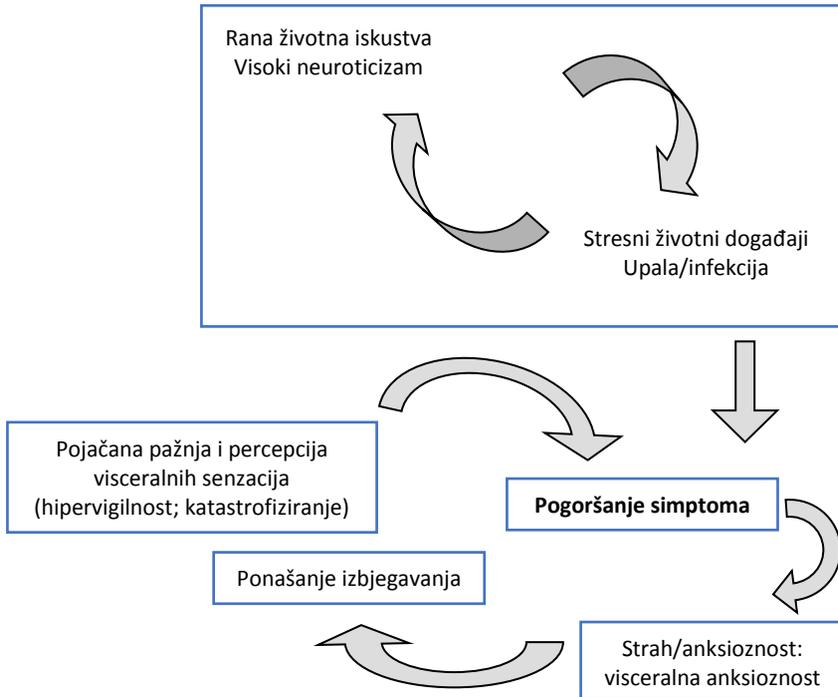 Rana životna iskustva
Visoki neuroticizam
Stresni životni događaji
Upala/infekcija
Pojačana pažnja i percepcija
visceralnih senzacija
(hipervigilnost; katastrofiziranje)
Pogoršanje simptoma
Ponašanje izbjegavanja
Strah/anksioznost:
visceralna anksioznost